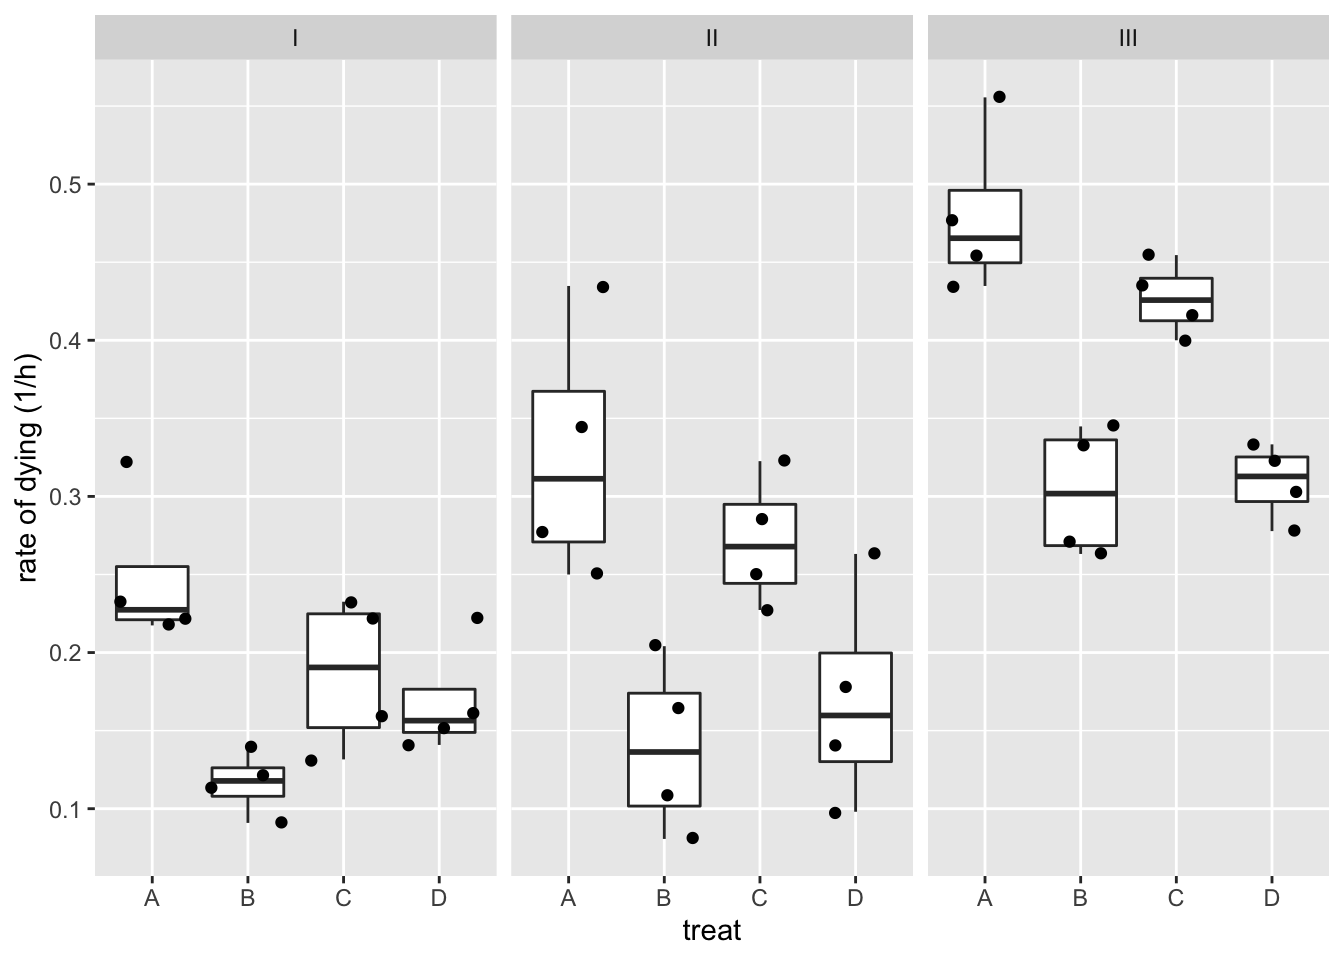 I II III
rate of dying (1/h)
0.5
0.4
0.3
0.2
0.1
A B C D A B C D A B C D
treat